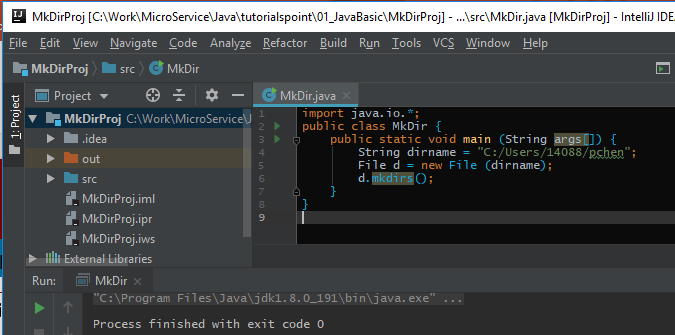 MkDirProj [C:\Work\MicroService\Java\tutorialspoint\01_JavaBasic\MkDirProj] - ...\src\MkDir.java [MkDirProj] - IntelliJ IDEA
File Edit View Navigate Code Analyze Refactor Build Run Tools VCS Window Help
MkDirProj src MkDir
1: Project
Project
MkDir.java
MkDirProj C:\Work\MicroService\J
.idea
out
src
MkDirProj.iml
MkDirProj.ipr
MkDirProj.iws
External Libraries
1 import java.io.*;
2 public class MkDir {
3 public static void main (String args[]) {
4 String dirname = "C:/Users/14088/pchen";
5 File d = new File (dirname);
6 d.mkdirs();
7 }
8 }
9
Run: MkDir
"C:\Program Files\Java\jdk1.8.0_191\bin\java.exe" ...
Process finished with exit code 0